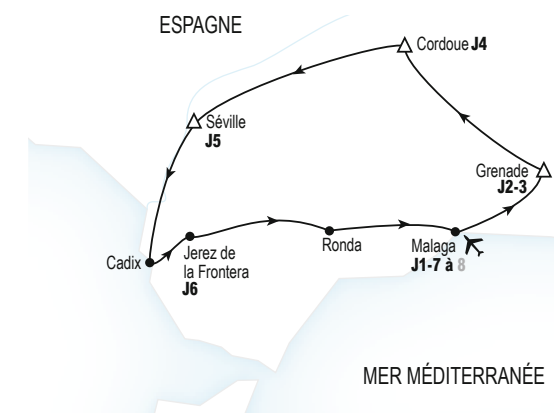 ESPAGNE
Cordoue J4
Séville
J5
Grenade
J2-3
Cadix
Jerez de
la Frontera
J6
Ronda
Malaga
J1-7 à 8
MER MÉDITERRANÉE